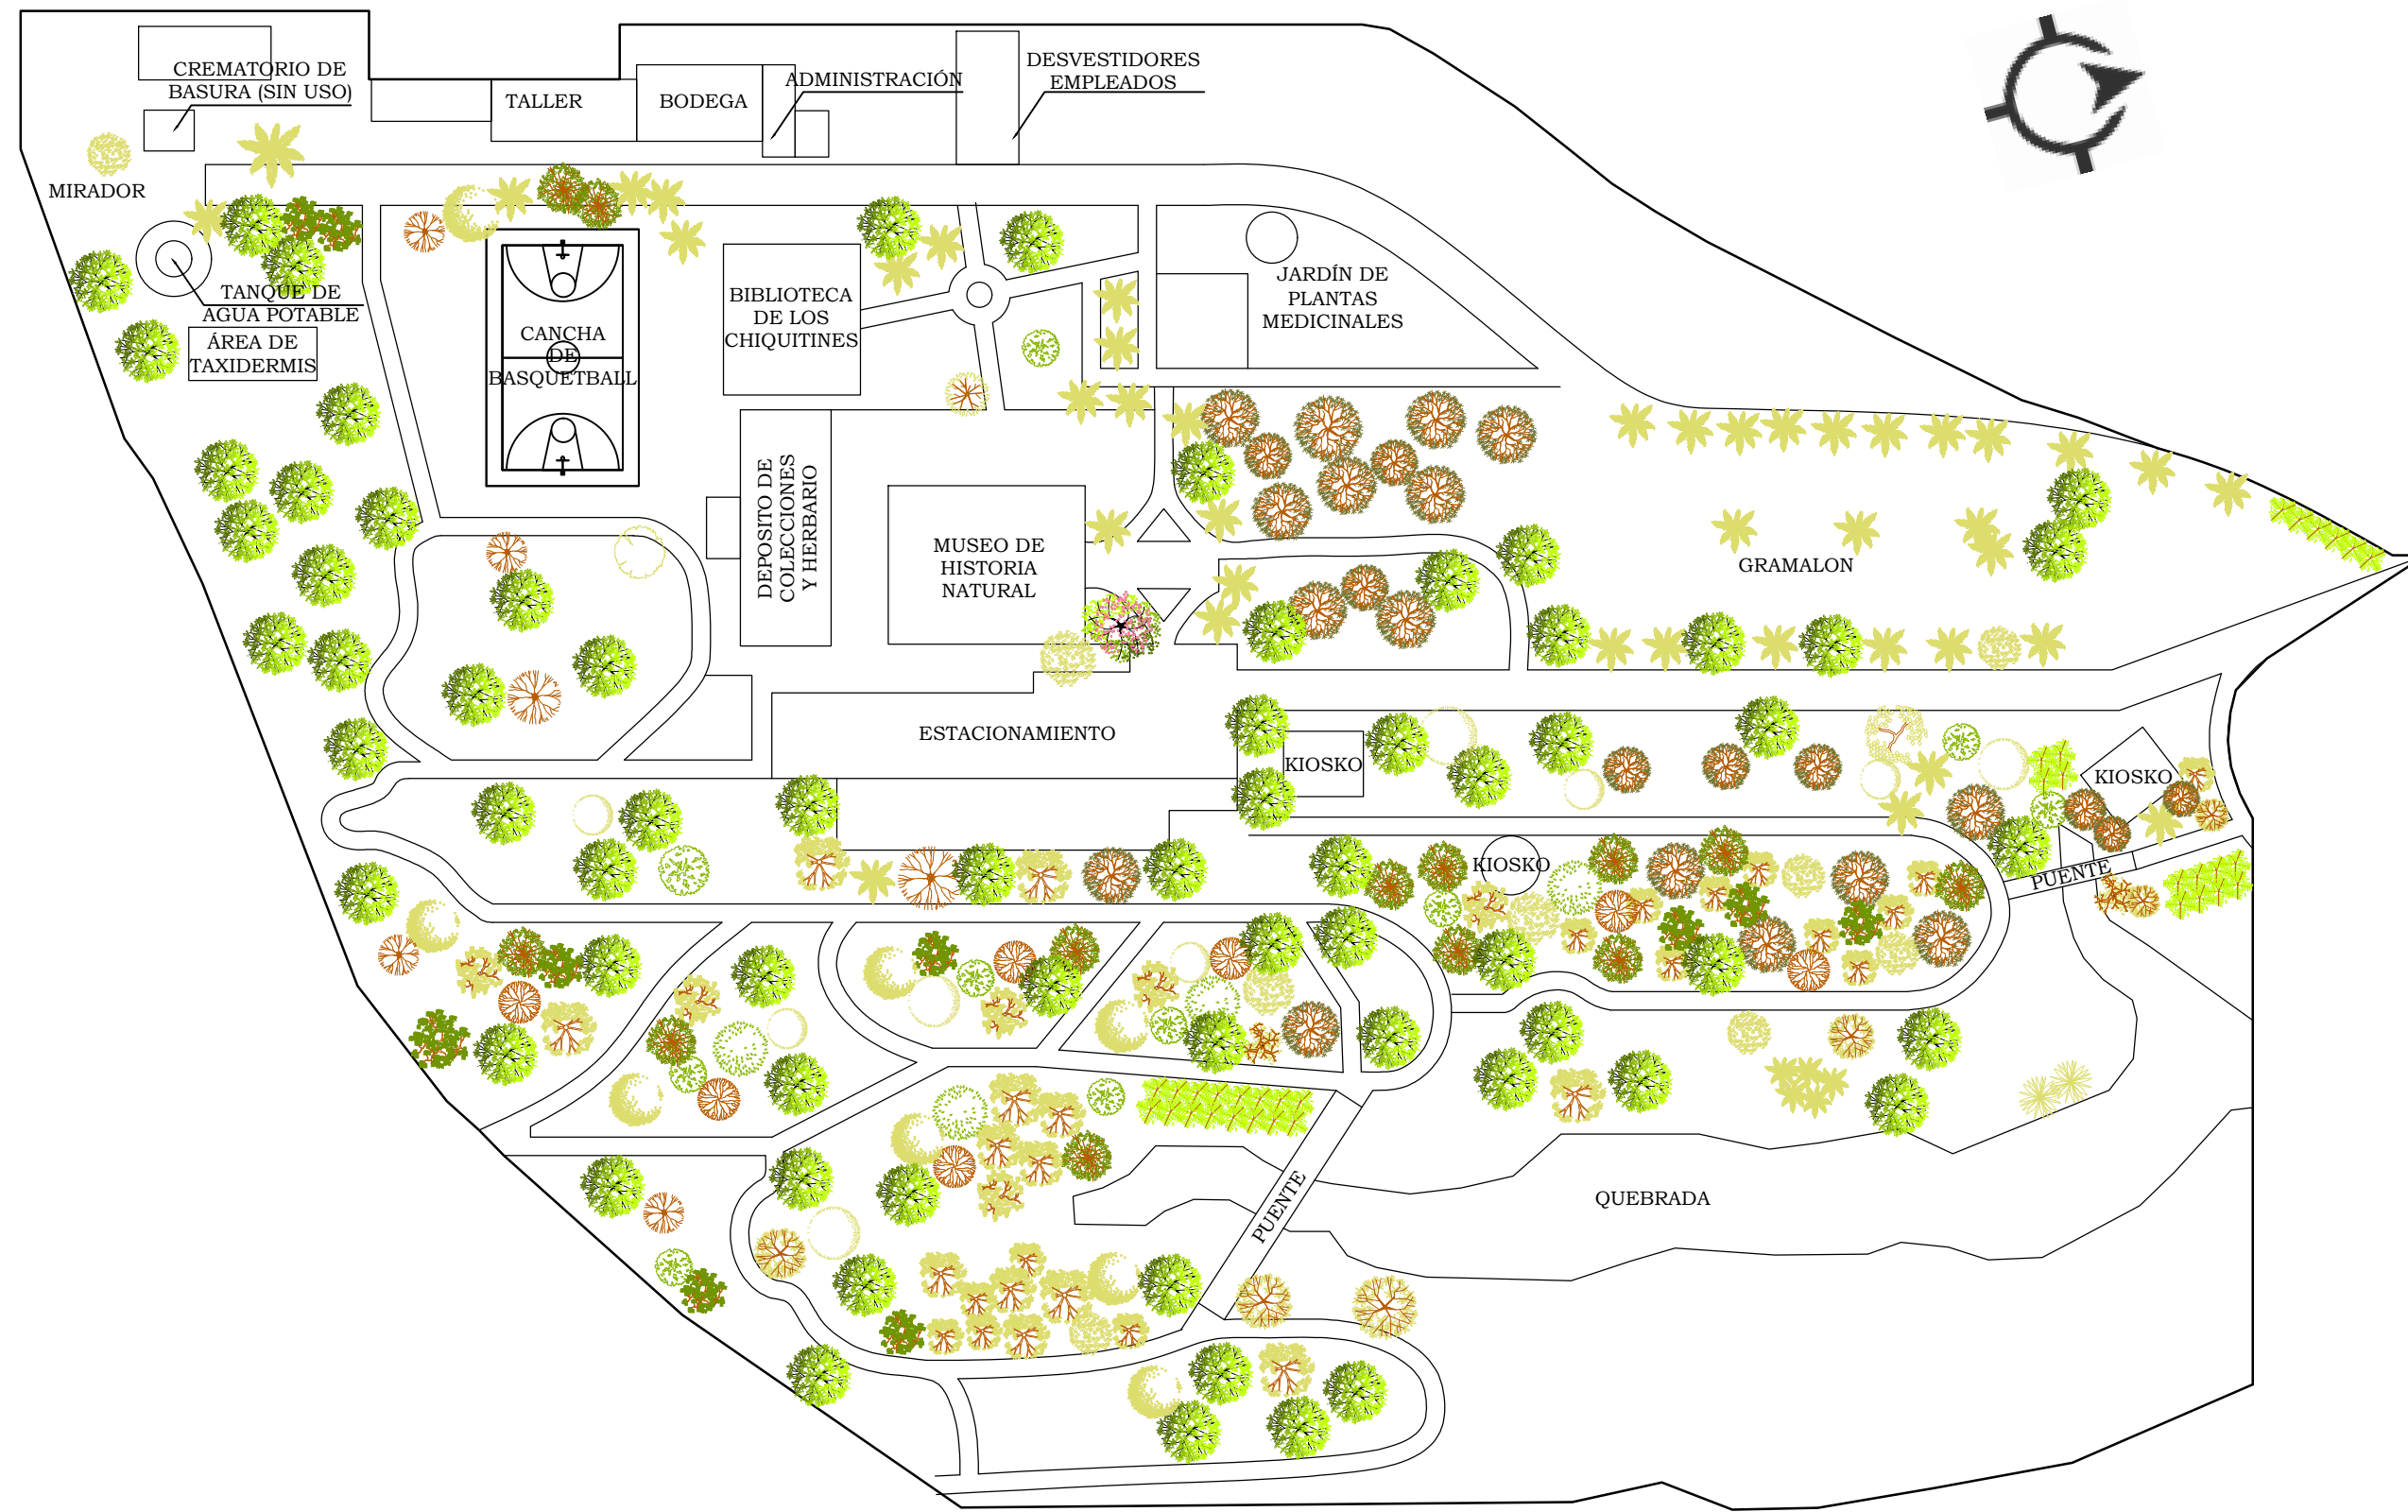 CREMATORIO DE
BASURA (SIN USO)
TALLER
BODEGA
ADMINISTRACIÓN
DESVESTIDORES
EMPLEADOS
MIRADOR
TANQUE DE
AGUA POTABLE
ÁREA DE
TAXIDERMIS
CANCHA
DE
BASQUETBALL
BIBLIOTECA
DE LOS
CHIQUITINES
JARDÍN DE
PLANTAS
MEDICINALES
DEPOSITO DE
COLECCIONES
Y HERBARIO
MUSEO DE
HISTORIA
NATURAL
GRAMALON
ESTACIONAMIENTO
KIOSKO
KIOSKO
KIOSKO
PUENTE
PUENTE
QUEBRADA